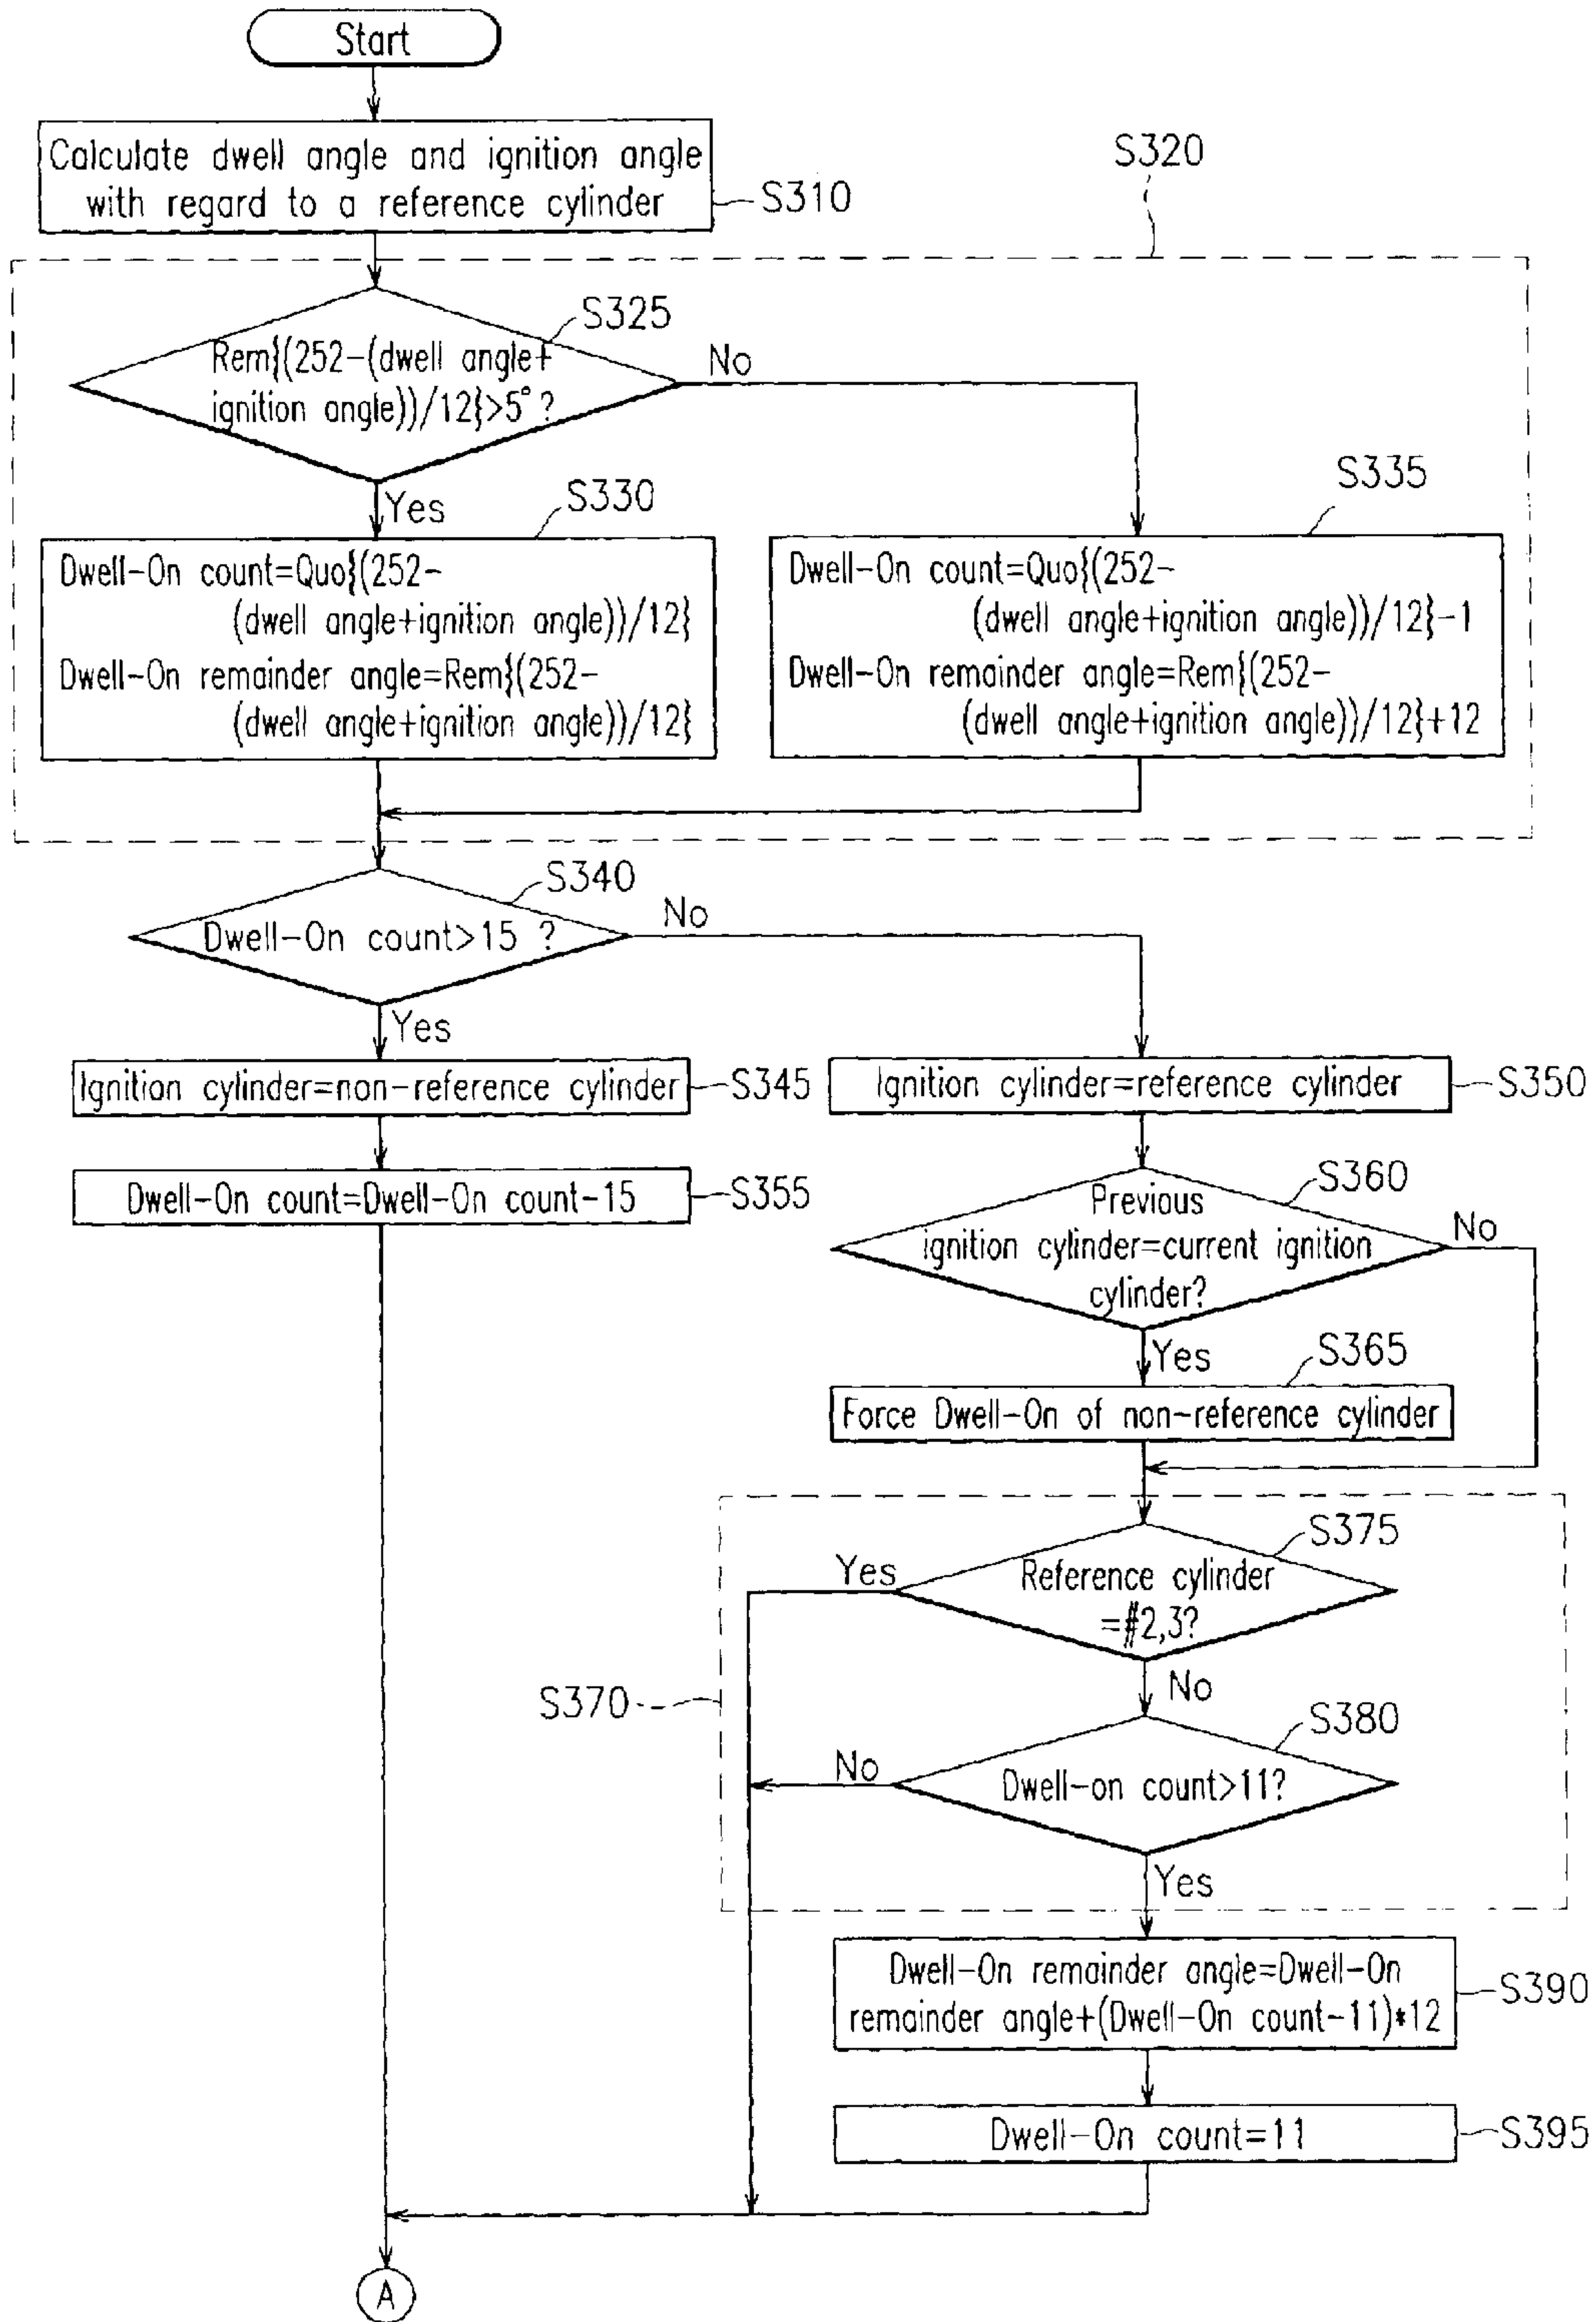 Start
Calculate dwell angle and ignition angle
with regard to a reference cylinder
S310
S320
S325
Rem{(252-(dwell angle+
ignition angle))/12}>5°?
No
Yes
S330
S335
Dwell-On count=Quo{(252-
(dwell angle+ignition angle))/12}
Dwell-On remainder angle=Rem{(252-
(dwell angle+ignition angle))/12}
Dwell-On count=Quo{(252-
(dwell angle+ignition angle))/12}-1
Dwell-On remainder angle=Rem{(252-
(dwell angle+ignition angle))/12}+12
S340
Dwell-On count>15 ?
No
Yes
Ignition cylinder=non-reference cylinder
S345
Ignition cylinder=reference cylinder
S350
Dwell-On count=Dwell-On count-15
S355
S360
Previous
ignition cylinder=current ignition
cylinder?
No
Yes
S365
Force Dwell-On of non-reference cylinder
S375
Yes
Reference cylinder
=#2,3?
No
S370
S380
No
Dwell-on count>11?
Yes
Dwell-On remainder angle=Dwell-On
remainder angle+(Dwell-On count-11)*12
S390
Dwell-On count=11
S395
A